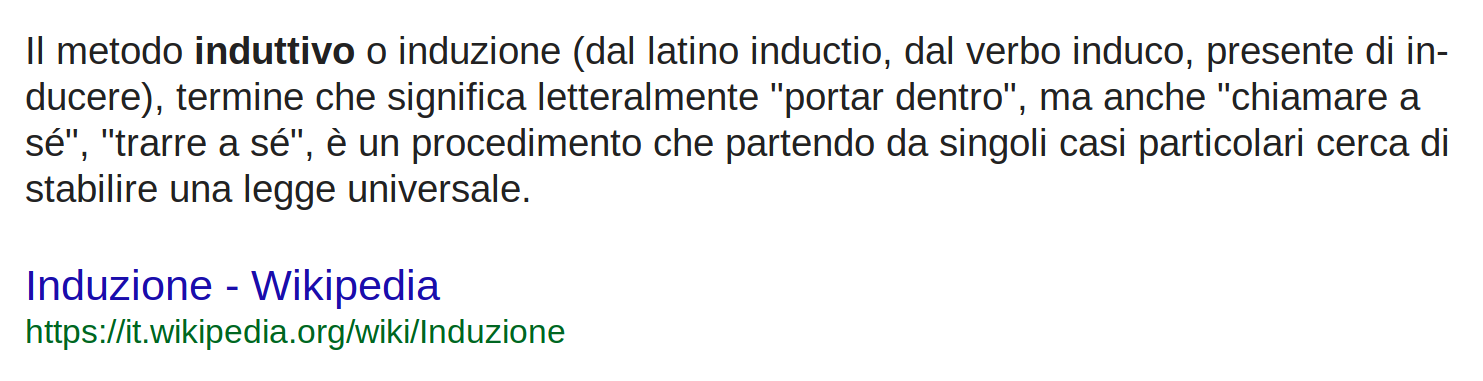 Il metodo induttivo o induzione (dal latino inductio, dal verbo induco, presente di in-
ducere), termine che significa letteralmente "portar dentro", ma anche "chiamare a
sé", "trarre a sé", è un procedimento che partendo da singoli casi particolari cerca di
stabilire una legge universale.
Induzione - Wikipedia
https://it.wikipedia.org/wiki/Induzione